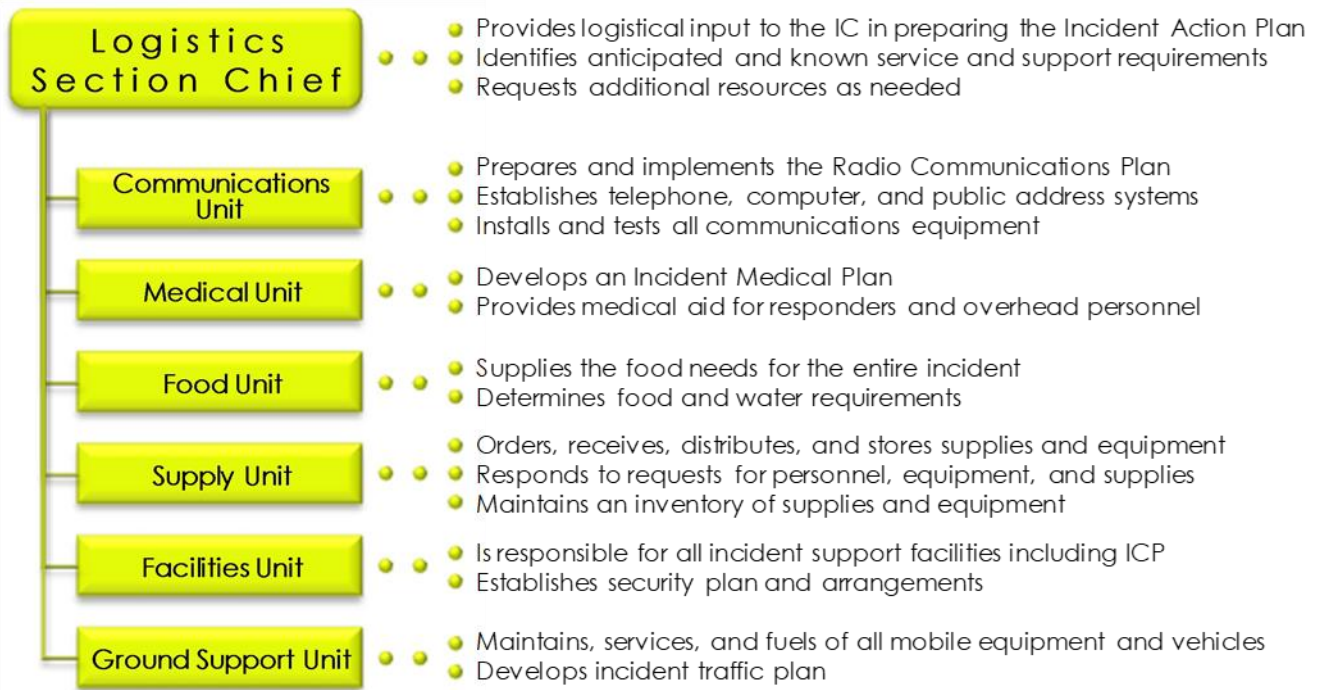 Logistics
Section Chief
Provides logistical input to the IC in preparing the Incident Action Plan
Identifies anticipated and known service and support requirements
Requests additional resources as needed
Communications
Unit
Prepares and implements the Radio Communications Plan
Establishes telephone, computer, and public address systems
Installs and tests all communications equipment
Medical Unit
Develops an Incident Medical Plan
Provides medical aid for responders and overhead personnel
Food Unit
Supplies the food needs for the entire incident
Determines food and water requirements
Supply Unit
Orders, receives, distributes, and stores supplies and equipment
Responds to requests for personnel, equipment, and supplies
Maintains an inventory of supplies and equipment
Facilities Unit
Is responsible for all incident support facilities including ICP
Establishes security plan and arrangements
Ground Support Unit
Maintains, services, and fuels of all mobile equipment and vehicles
Develops incident traffic plan